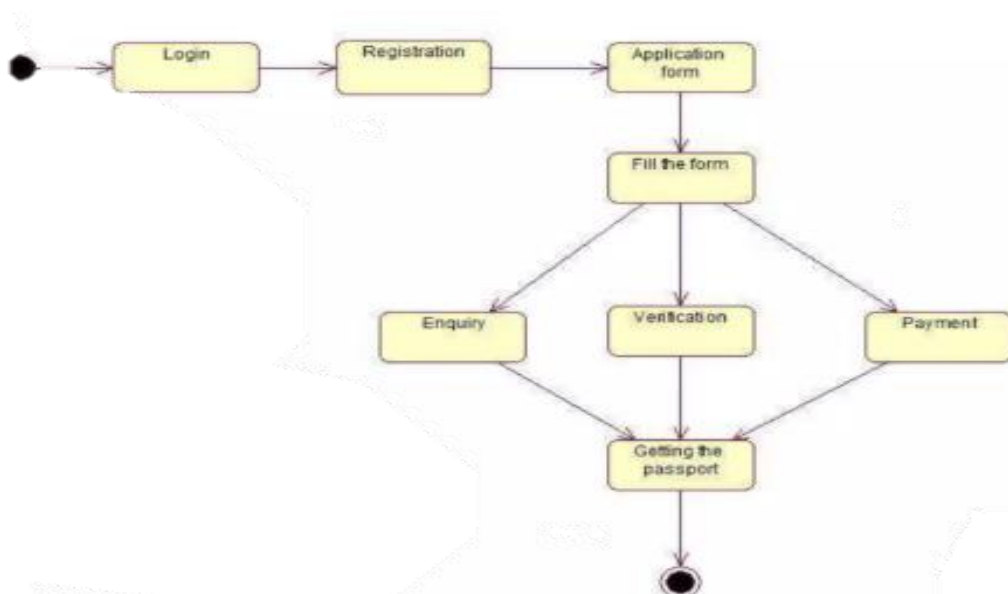 Login
Registration
Application
form
Fill the form
Enquiry
Verification
Payment
Getting the
passport